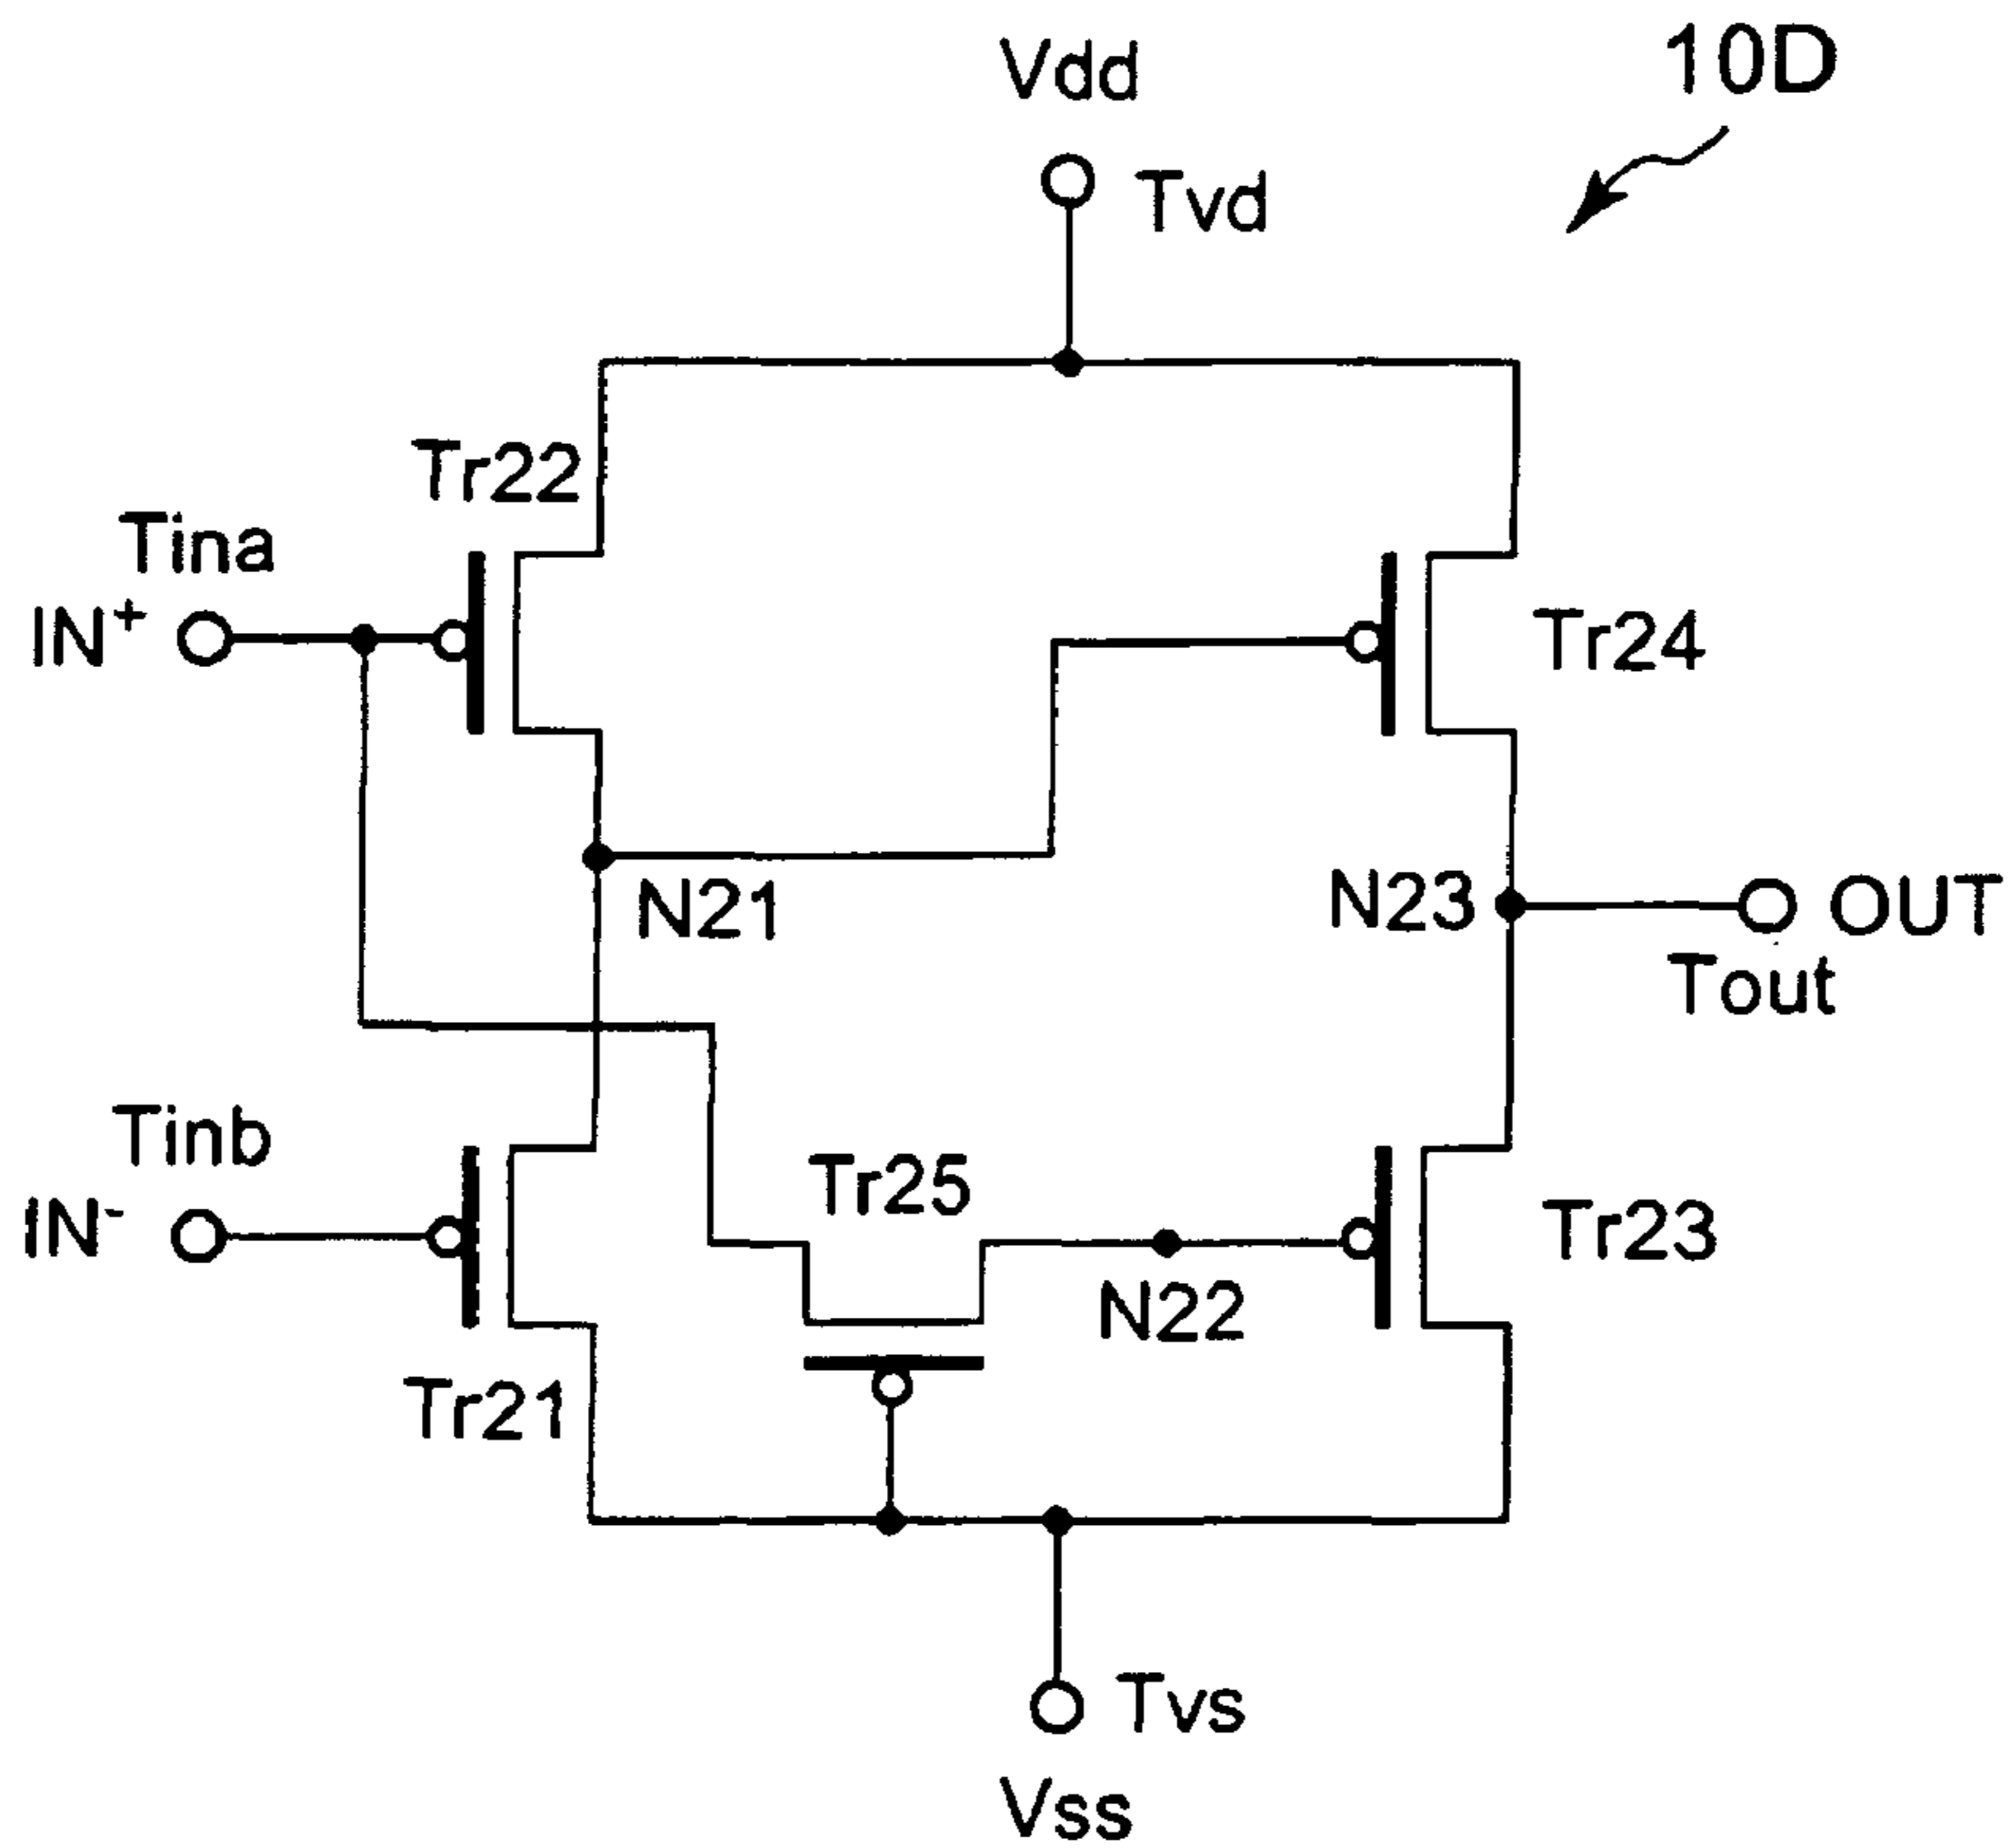 10D
Vdd
Tvd
Tr22
Tina
IN+
Tr24
N21
N23
OUT
Tout
Tinb
IN-
Tr25
Tr23
N22
Tr21
Tvs
Vss